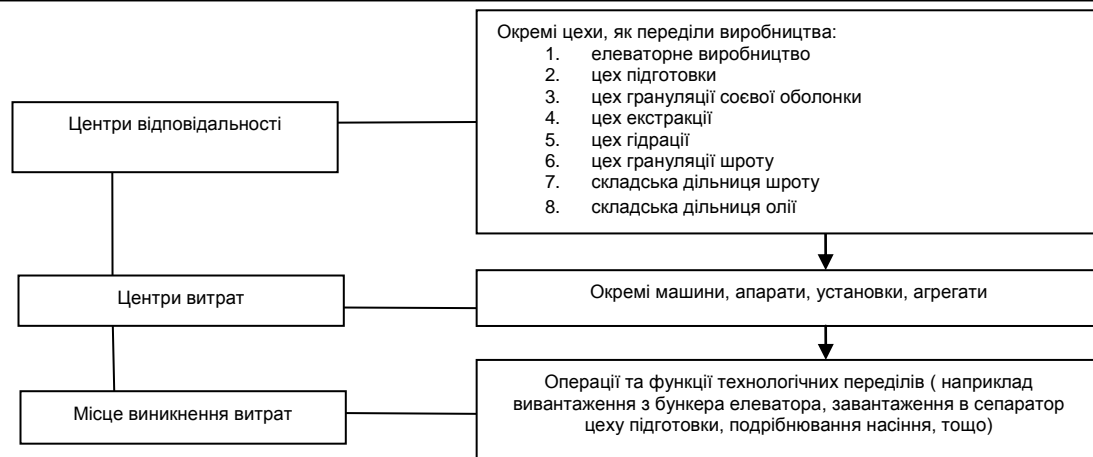 Окремі цехи, як переділи виробництва:
1. елеваторне виробництво
2. цех підготовки
3. цех грануляції соєвої оболонки
4. цех екстракції
5. цех гідрації
6. цех грануляції шроту
7. складська дільниця шроту
8. складська дільниця олії
Центри відповідальності
Центри витрат
Окремі машини, апарати, установки, агрегати
Місце виникнення витрат
Операції та функції технологічних переділів ( наприклад
вивантаження з бункера елеватора, завантаження в сепаратор
цеху підготовки, подрібнювання насіння, тощо)